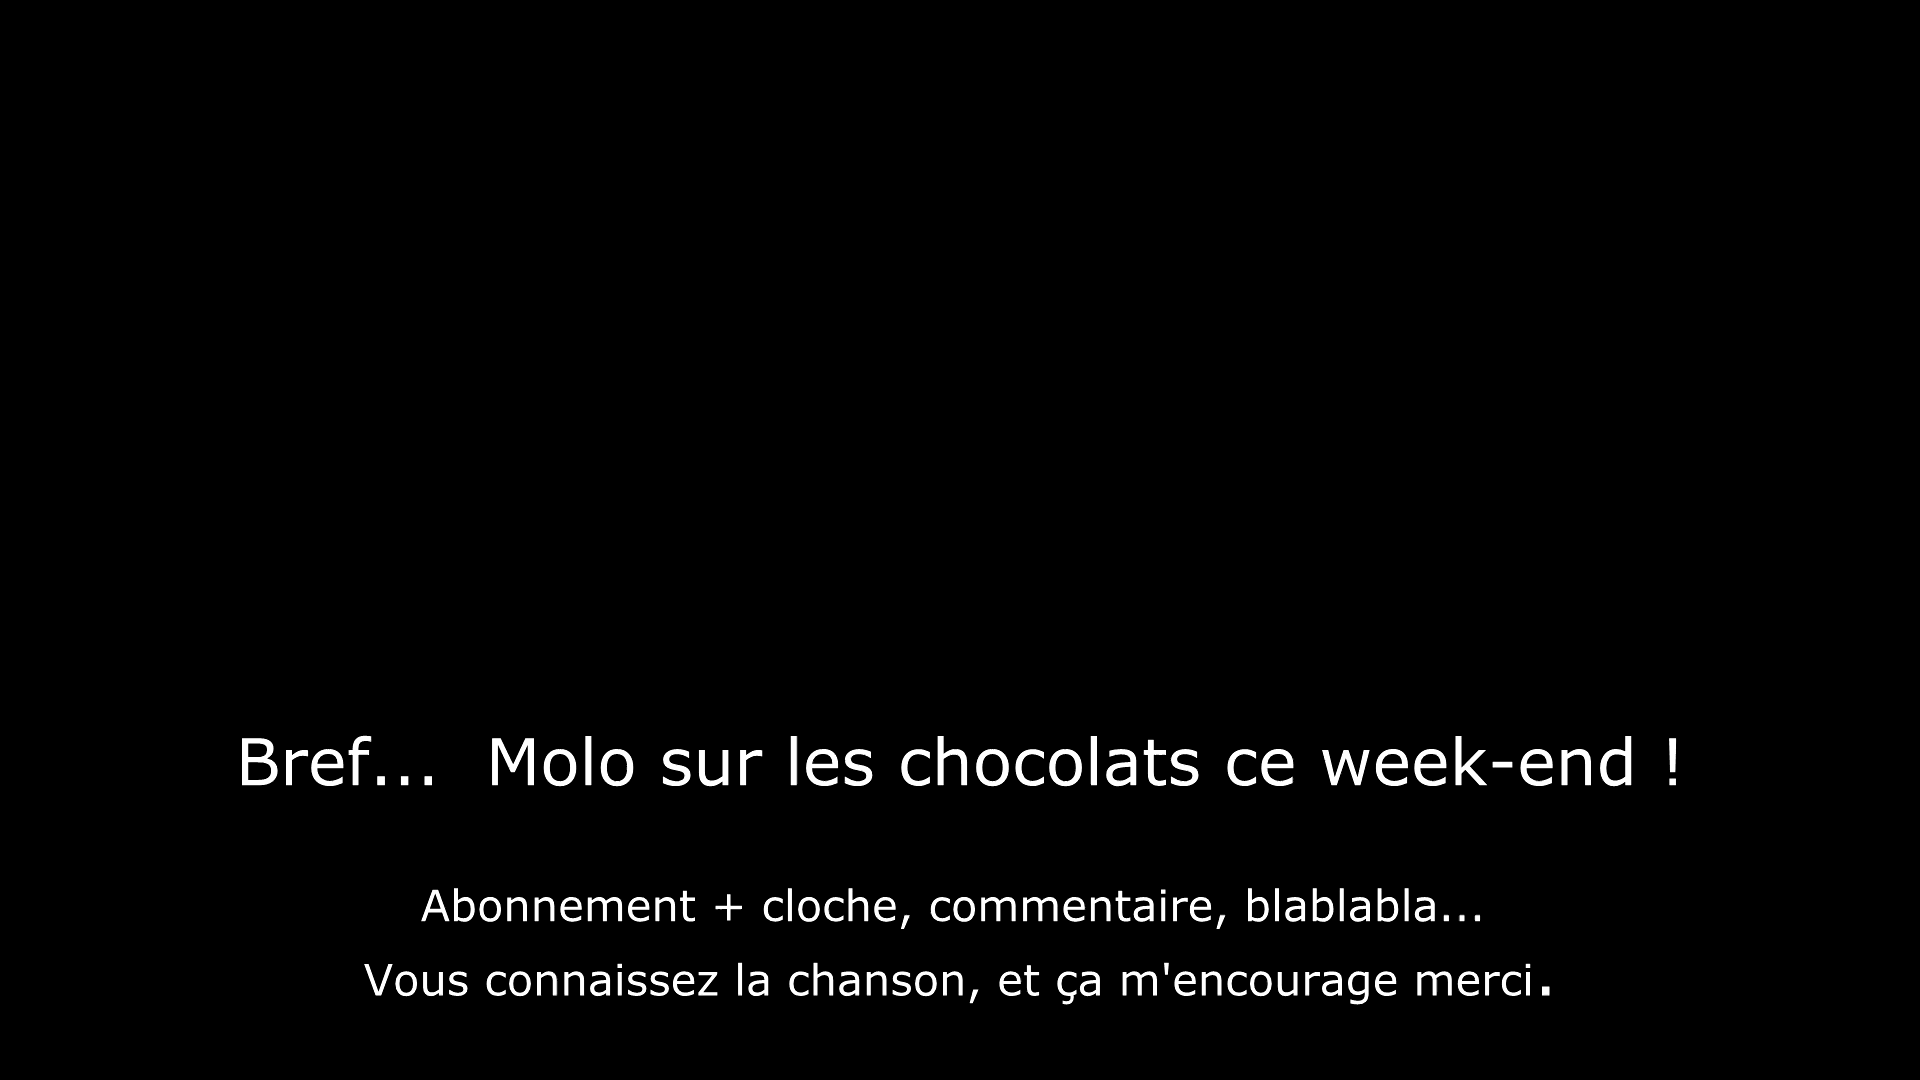 Bref...  Molo sur les chocolats ce week-end !
Abonnement + cloche, commentaire, blablabla...
Vous connaissez la chanson, et ça m'encourage merci.